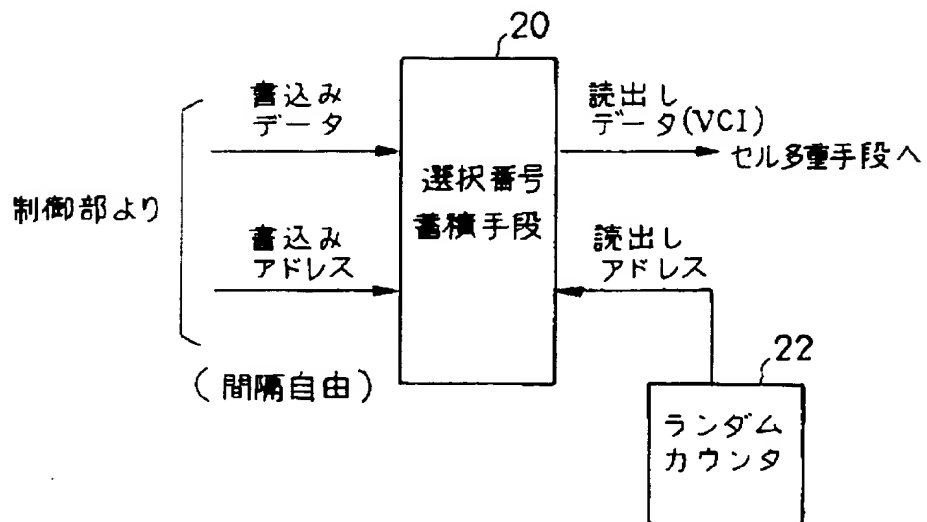 20
書込み
データ
読出し
データ(VCI)
セル多重手段へ
選択番号
蓄積手段
制御部より
書込み
アドレス
読出し
アドレス
(間隔自由)
22
ランダム
カウンタ